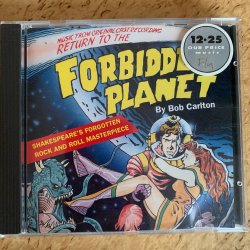 MUSIC FROM ORIGINAL CAST RECORDING
RETURN TO THE
FORBIDDEN
PLANET
By Bob Carlton
SHAKESPEARE'S FORGOTTEN
ROCK AND ROLL MASTERPIECE
12·25
OUR PRICE
music